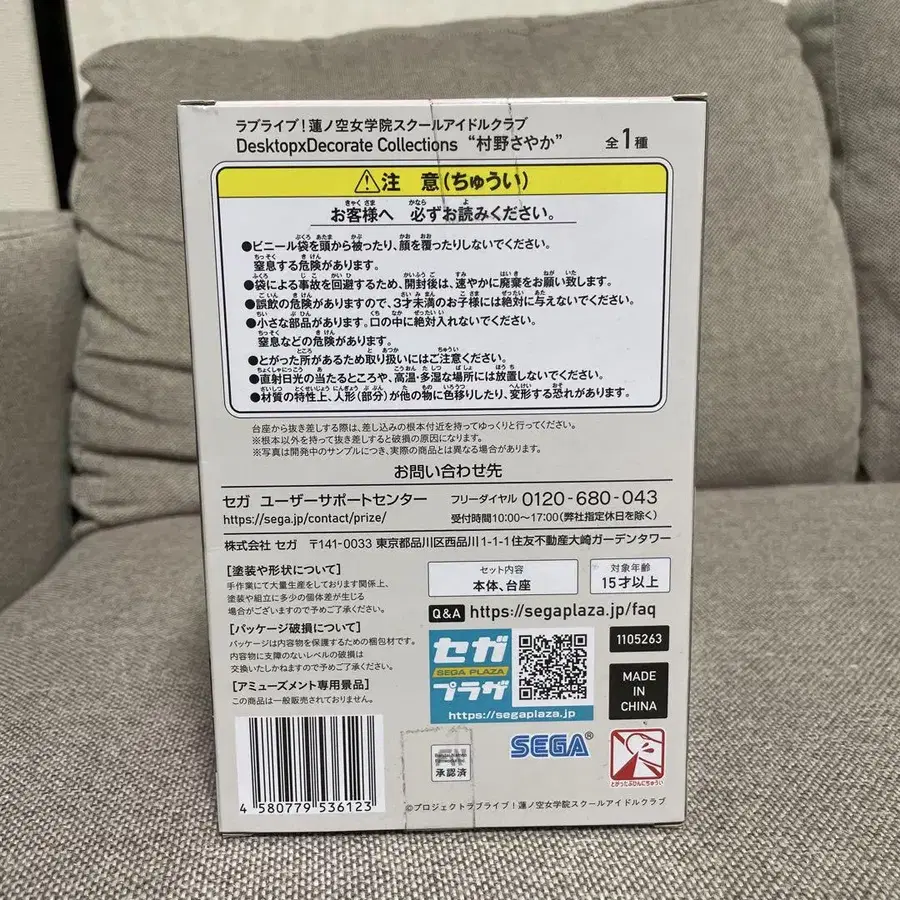 ラブライブ!蓮ノ空女学院スクールアイドルクラブ
DesktopxDecorate Collections “村野さやか” 全1種
⚠注 意(ちゅうい)
お客様へ 必ずお読みください。
●ビニール袋を頭から被ったり、顔を覆ったりしないでください。
窒息する危険があります。
●袋による事故を回避するため、開封後は、速やかに廃棄をお願い致します。
●誤飲の危険がありますので、3才未満のお子様には絶対に与えないでください。
●小さな部品があります。口の中に絶対入れないでください。
窒息などの危険があります。
●とがった所があるため取り扱いにはご注意ください。
●直射日光の当たるところや、高温・多湿な場所には放置しないでください。
●材質の特性上、人形(部分)が他の物に色移りしたり、変形する恐れがあります。
台座から抜き差しする際は、差し込みの根本付近を持ってゆっくりと行ってください。
※根本以外を持って抜き差しすると破損の原因になります。
※写真は開発中のサンプルにつき、実際の商品とは異なる場合があります。
お問い合わせ先
セガ ユーザーサポートセンター フリーダイヤル 0120-680-043
https://sega.jp/contact/prize/ 受付時間10:00〜17:00(弊社指定休日を除く)
株式会社 セガ 〒141-0033 東京都品川区西品川1-1-1住友不動産大崎ガーデンタワー
[塗装や形状について]
手作業にて大量生産をしております関係上、
塗装や組立に多少の個体差が生じる
場合がございますので予めご了承ください。
[パッケージ破損について]
パッケージは内容物を保護するための梱包材です。
内容物に支障のないレベルの破損は
交換いたしかねますので予めご了承ください。
[アミューズメント専用景品]
この商品は一般販売されておりません。
セット内容
本体、台座
対象年齢
15才以上
Q&A https://segaplaza.jp/faq
セガ
SEGA PLAZA
プラザ
https://segaplaza.jp
1105263
MADE
IN
CHINA
4 580779 536123
承認済
SEGA®
とがったぶひんにちゅうい
©プロジェクトラブライブ!蓮ノ空女学院スクールアイドルクラブ